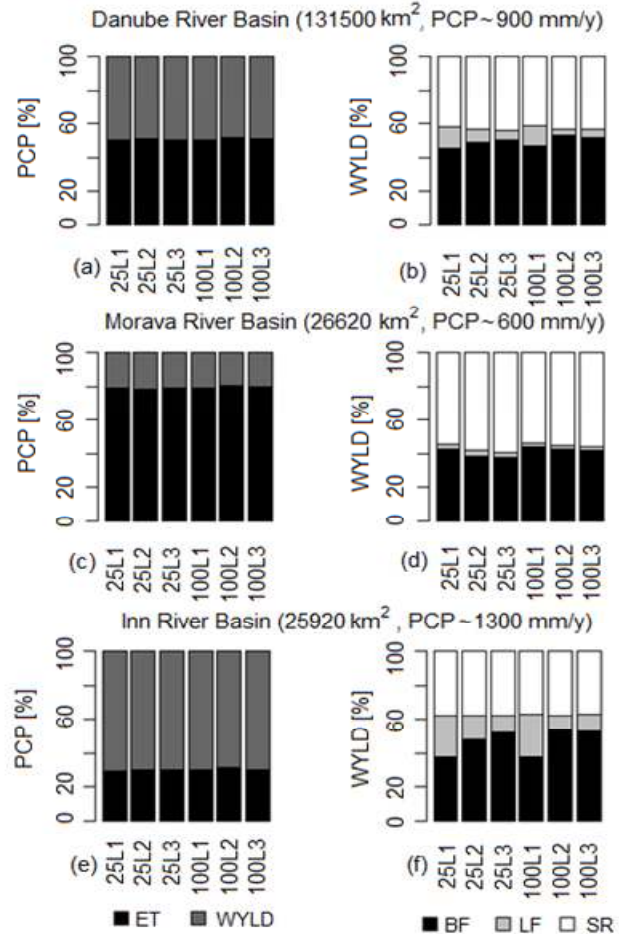 Danube River Basin (131500 km², PCP~900 mm/y)
PCP [%]
0 20 60 100
25L1 25L2 25L3 100L1 100L2 100L3
(a)
WYLD [%]
0 20 60 100
25L1 25L2 25L3 100L1 100L2 100L3
(b)
Morava River Basin (26620 km², PCP~600 mm/y)
PCP [%]
0 20 60 100
25L1 25L2 25L3 100L1 100L2 100L3
(c)
WYLD [%]
0 20 60 100
25L1 25L2 25L3 100L1 100L2 100L3
(d)
Inn River Basin (25920 km² , PCP~1300 mm/y)
PCP [%]
0 20 60 100
25L1 25L2 25L3 100L1 100L2 100L3
(e)
WYLD [%]
0 20 60 100
25L1 25L2 25L3 100L1 100L2 100L3
(f)
ET WYLD
BF LF SR